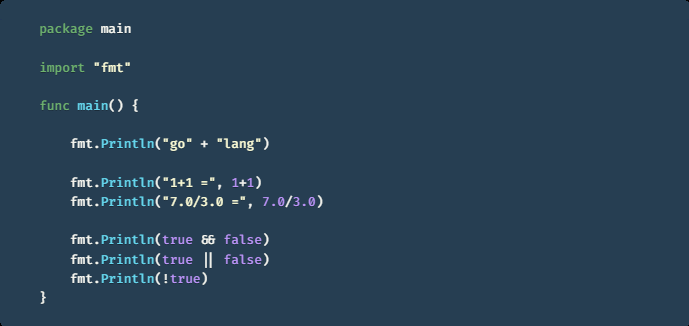 package main
import "fmt"
func main() {
fmt.Println("go" + "lang")
fmt.Println("1+1 =", 1+1)
fmt.Println("7.0/3.0 =", 7.0/3.0)
fmt.Println(true && false)
fmt.Println(true || false)
fmt.Println(!true)
}